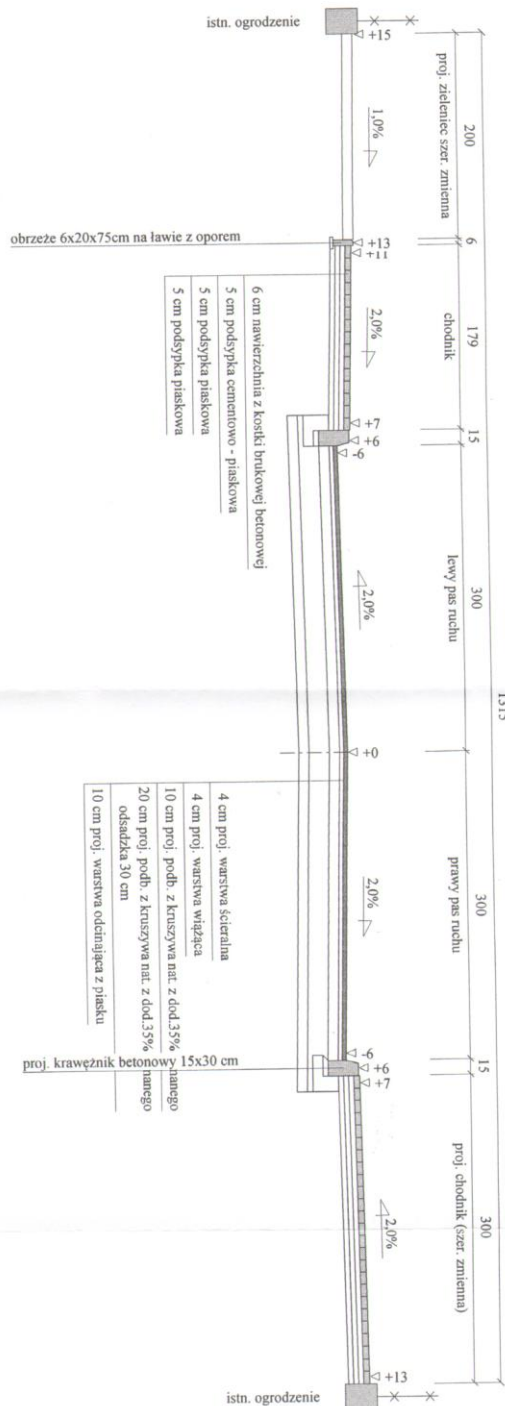 istn. ogrodzenie
+15
proj. zieleniec szer. zmienna
200
1,0%
obrzeże 6x20x75cm na ławie z oporem
+13
+11
6
6 cm nawierzchnia z kostki brukowej betonowej
5 cm podsypka cementowo - piaskowa
5 cm podsypka piaskowa
5 cm podsypka piaskowa
2,0%
chodnik
179
+7
+6
-6
15
2,0%
lewy pas ruchu
300
1315
+0
4 cm proj. warstwa ścieralna
4 cm proj. warstwa wiążąca
10 cm proj. podb. z kruszywa nat. z dod.35% nanego
20 cm proj. podb. z kruszywa nat. z dod.35% nanego
odsadzka 30 cm
10 cm proj. warstwa odcinająca z piasku
2,0%
prawy pas ruchu
300
proj. krawężnik betonowy 15x30 cm
-6
+6
+7
15
2,0%
proj. chodnik (szer. zmienna)
300
+13
istn. ogrodzenie